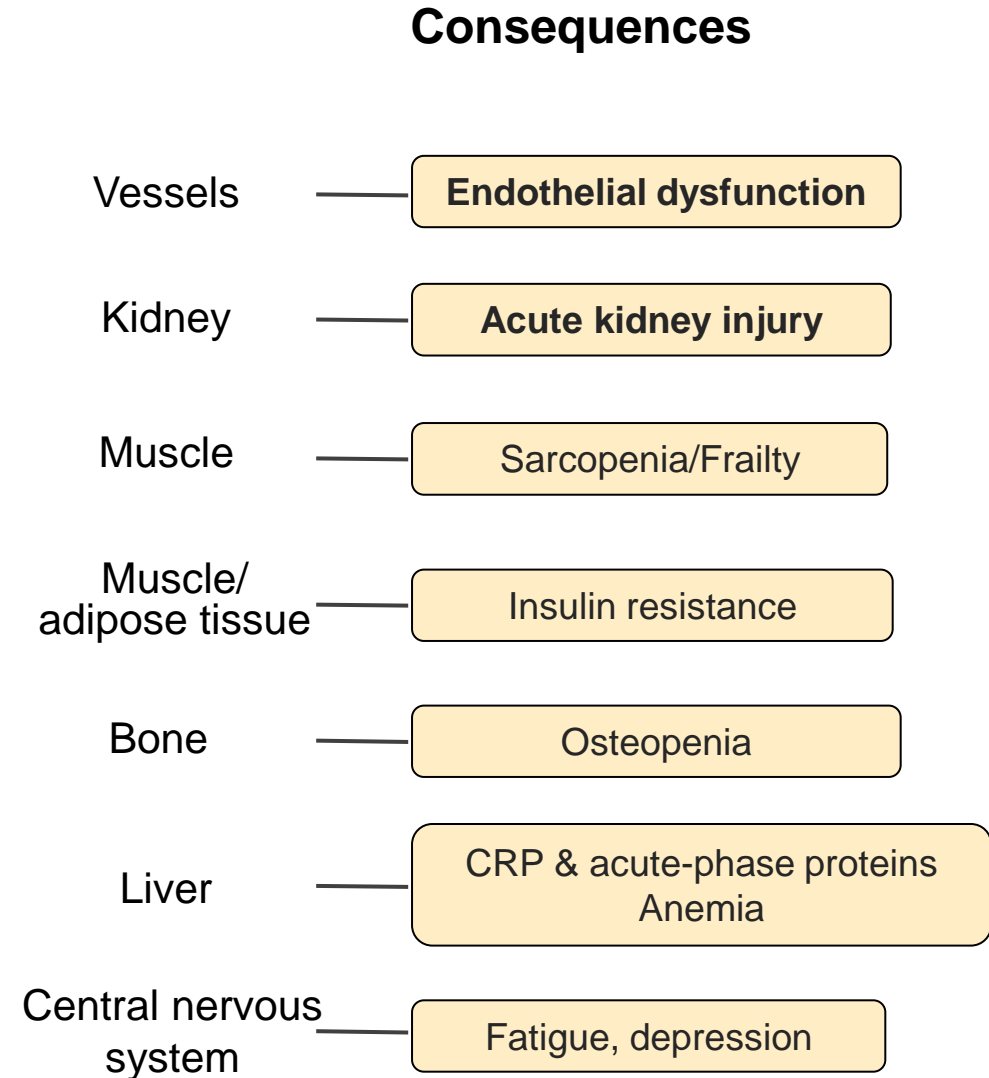 Consequences
Vessels
Endothelial dysfunction
Kidney
Acute kidney injury
Muscle
Sarcopenia/Frailty
Muscle/
adipose tissue
Insulin resistance
Bone
Osteopenia
Liver
CRP & acute-phase proteins
Anemia
Central nervous
system
Fatigue, depression